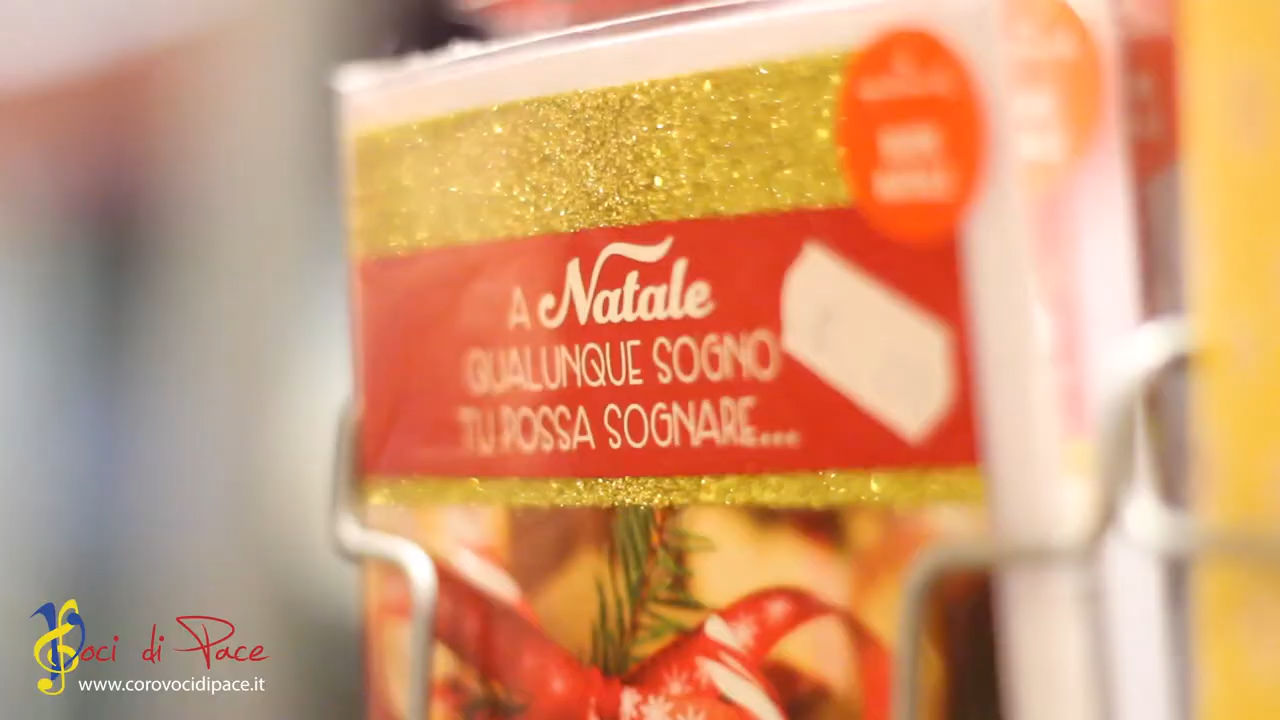 A Natale
QUALUNQUE SOGNO
TU POSSA SOGNARE...
Voci di Pace
www.corovocidipace.it